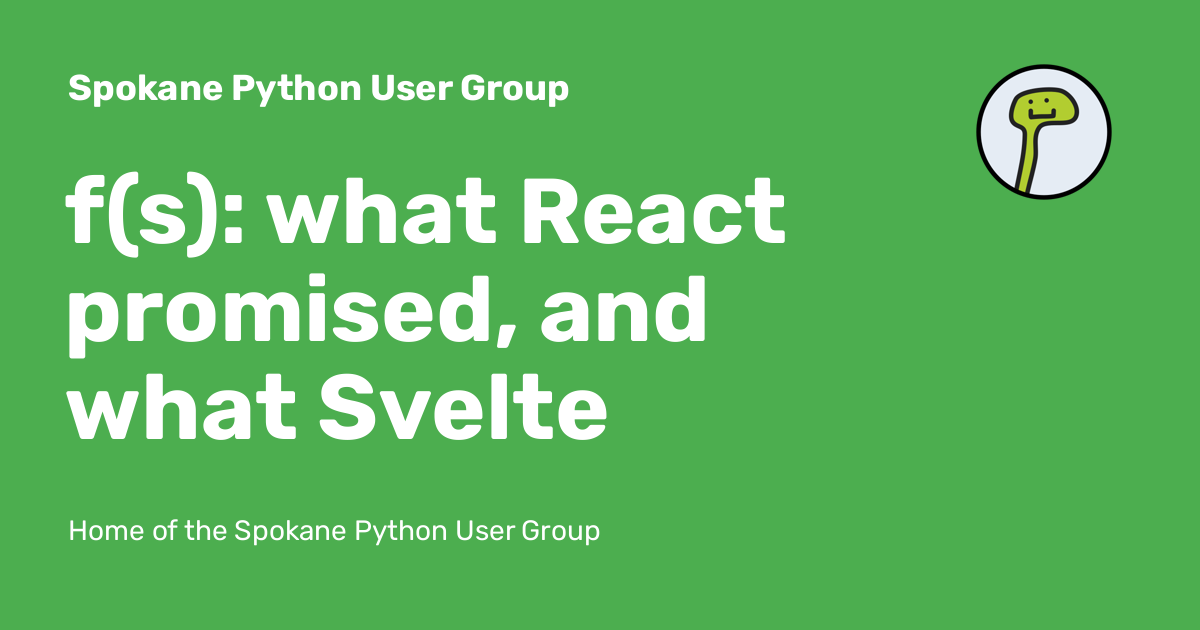 Spokane Python User Group
f(s): what React
promised, and
what Svelte
Home of the Spokane Python User Group